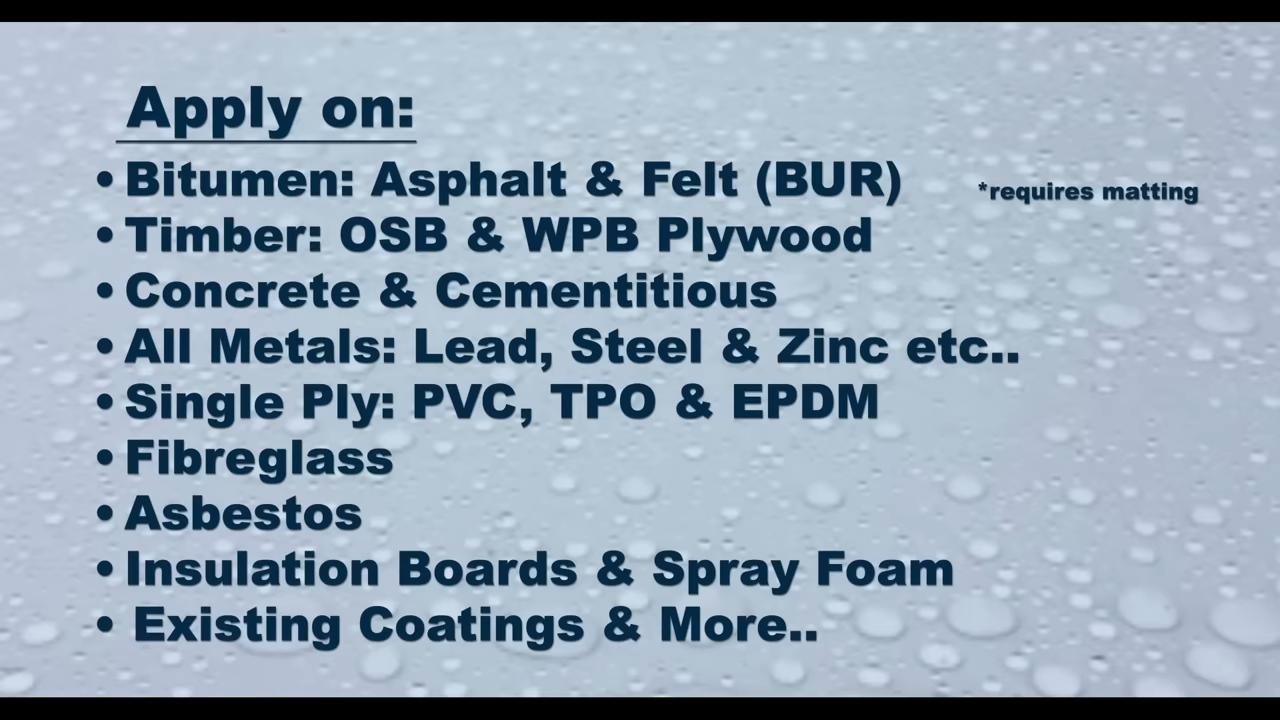 Apply on:
• Bitumen: Asphalt & Felt (BUR) *requires matting
• Timber: OSB & WPB Plywood
• Concrete & Cementitious
• All Metals: Lead, Steel & Zinc etc..
• Single Ply: PVC, TPO & EPDM
• Fibreglass
• Asbestos
• Insulation Boards & Spray Foam
• Existing Coatings & More..